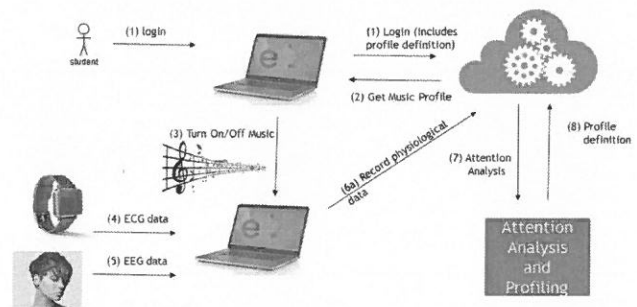 (1) login
student
(1) Login (includes
profile definition)
(2) Get Music Profile
(3) Turn On/Off Music
(4) ECG data
(5) EEG data
(6a) Record physiological
data
(7) Attention
Analysis
(8) Profile
definition
Attention
Analysis
and
Profiling